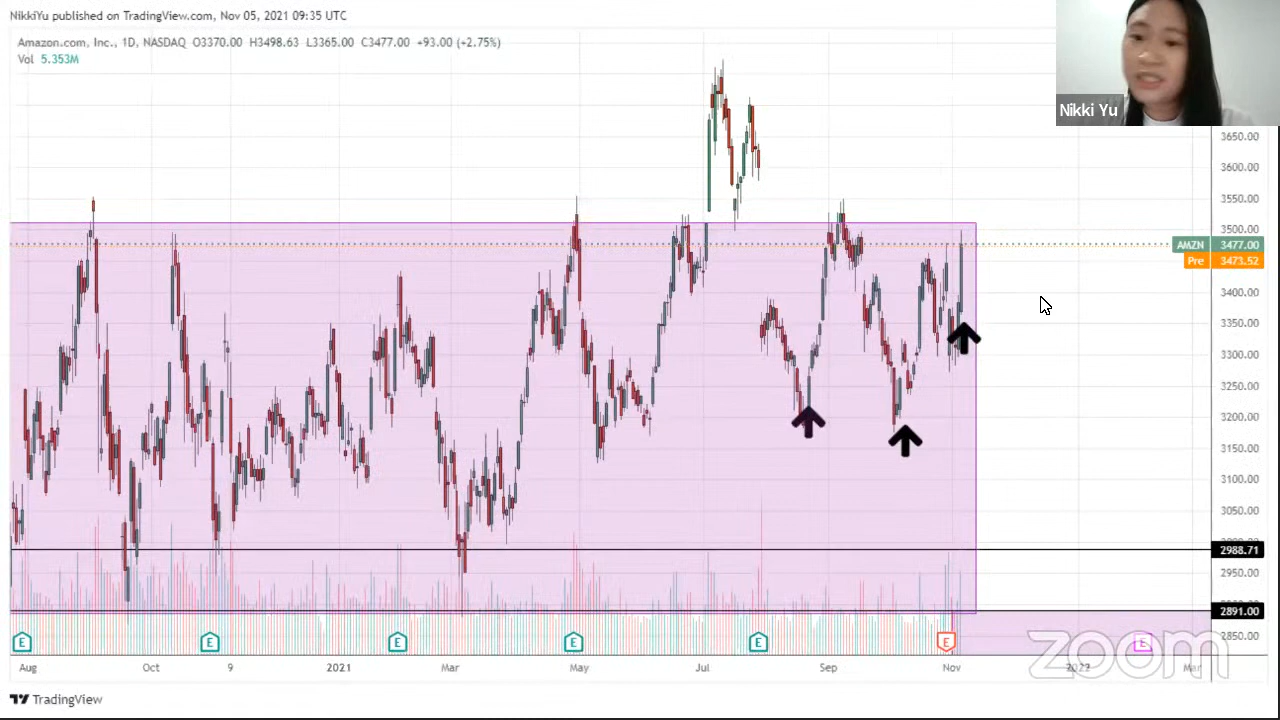 NikkiYu published on TradingView.com, Nov 05, 2021 09:35 UTC
Amazon.com, Inc., 1D, NASDAQ O3370.00 H3498.63 L3365.00 C3477.00 +93.00 (+2.75%)
Vol 5.353M
Nikki Yu
3650.00
3600.00
3550.00
3500.00
AMZN 3477.00
Pre 3473.52
3400.00
3350.00
3300.00
3250.00
3200.00
3150.00
3100.00
3050.00
2988.71
2950.00
2891.00
2850.00
E E E E E E E
Aug Oct 9 2021 Mar May Jul Sep Nov 2022 Mar
zoom
TradingView